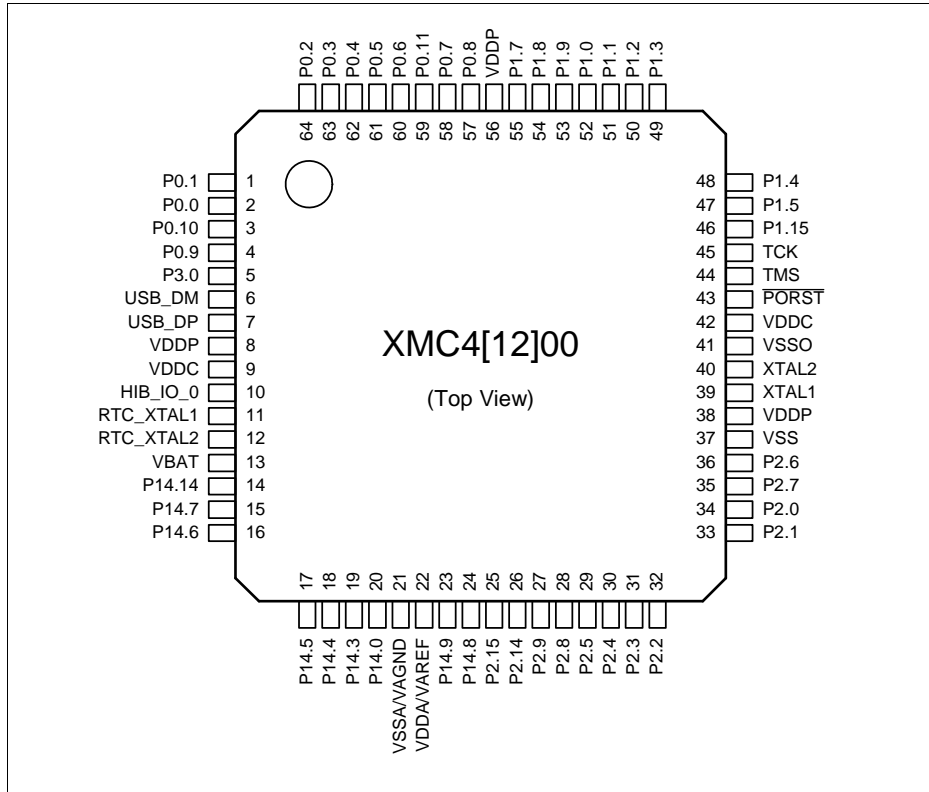 P0.2
P0.3
P0.4
P0.5
P0.6
P0.11
P0.7
P0.8
VDDP
P1.7
P1.8
P1.9
P1.0
P1.1
P1.2
P1.3
64
63
62
61
60
59
58
57
56
55
54
53
52
51
50
49
P0.1 1
P0.0 2
P0.10 3
P0.9 4
P3.0 5
USB_DM 6
USB_DP 7
VDDP 8
VDDC 9
HIB_IO_0 10
RTC_XTAL1 11
RTC_XTAL2 12
VBAT 13
P14.14 14
P14.7 15
P14.6 16
XMC4[12]00
(Top View)
48 P1.4
47 P1.5
46 P1.15
45 TCK
44 TMS
43 PORST
42 VDDC
41 VSSO
40 XTAL2
39 XTAL1
38 VDDP
37 VSS
36 P2.6
35 P2.7
34 P2.0
33 P2.1
17
18
19
20
21
22
23
24
25
26
27
28
29
30
31
32
P14.5
P14.4
P14.3
P14.0
VSSA/VAGND
VDDA/VAREF
P14.9
P14.8
P2.15
P2.14
P2.9
P2.8
P2.5
P2.4
P2.3
P2.2